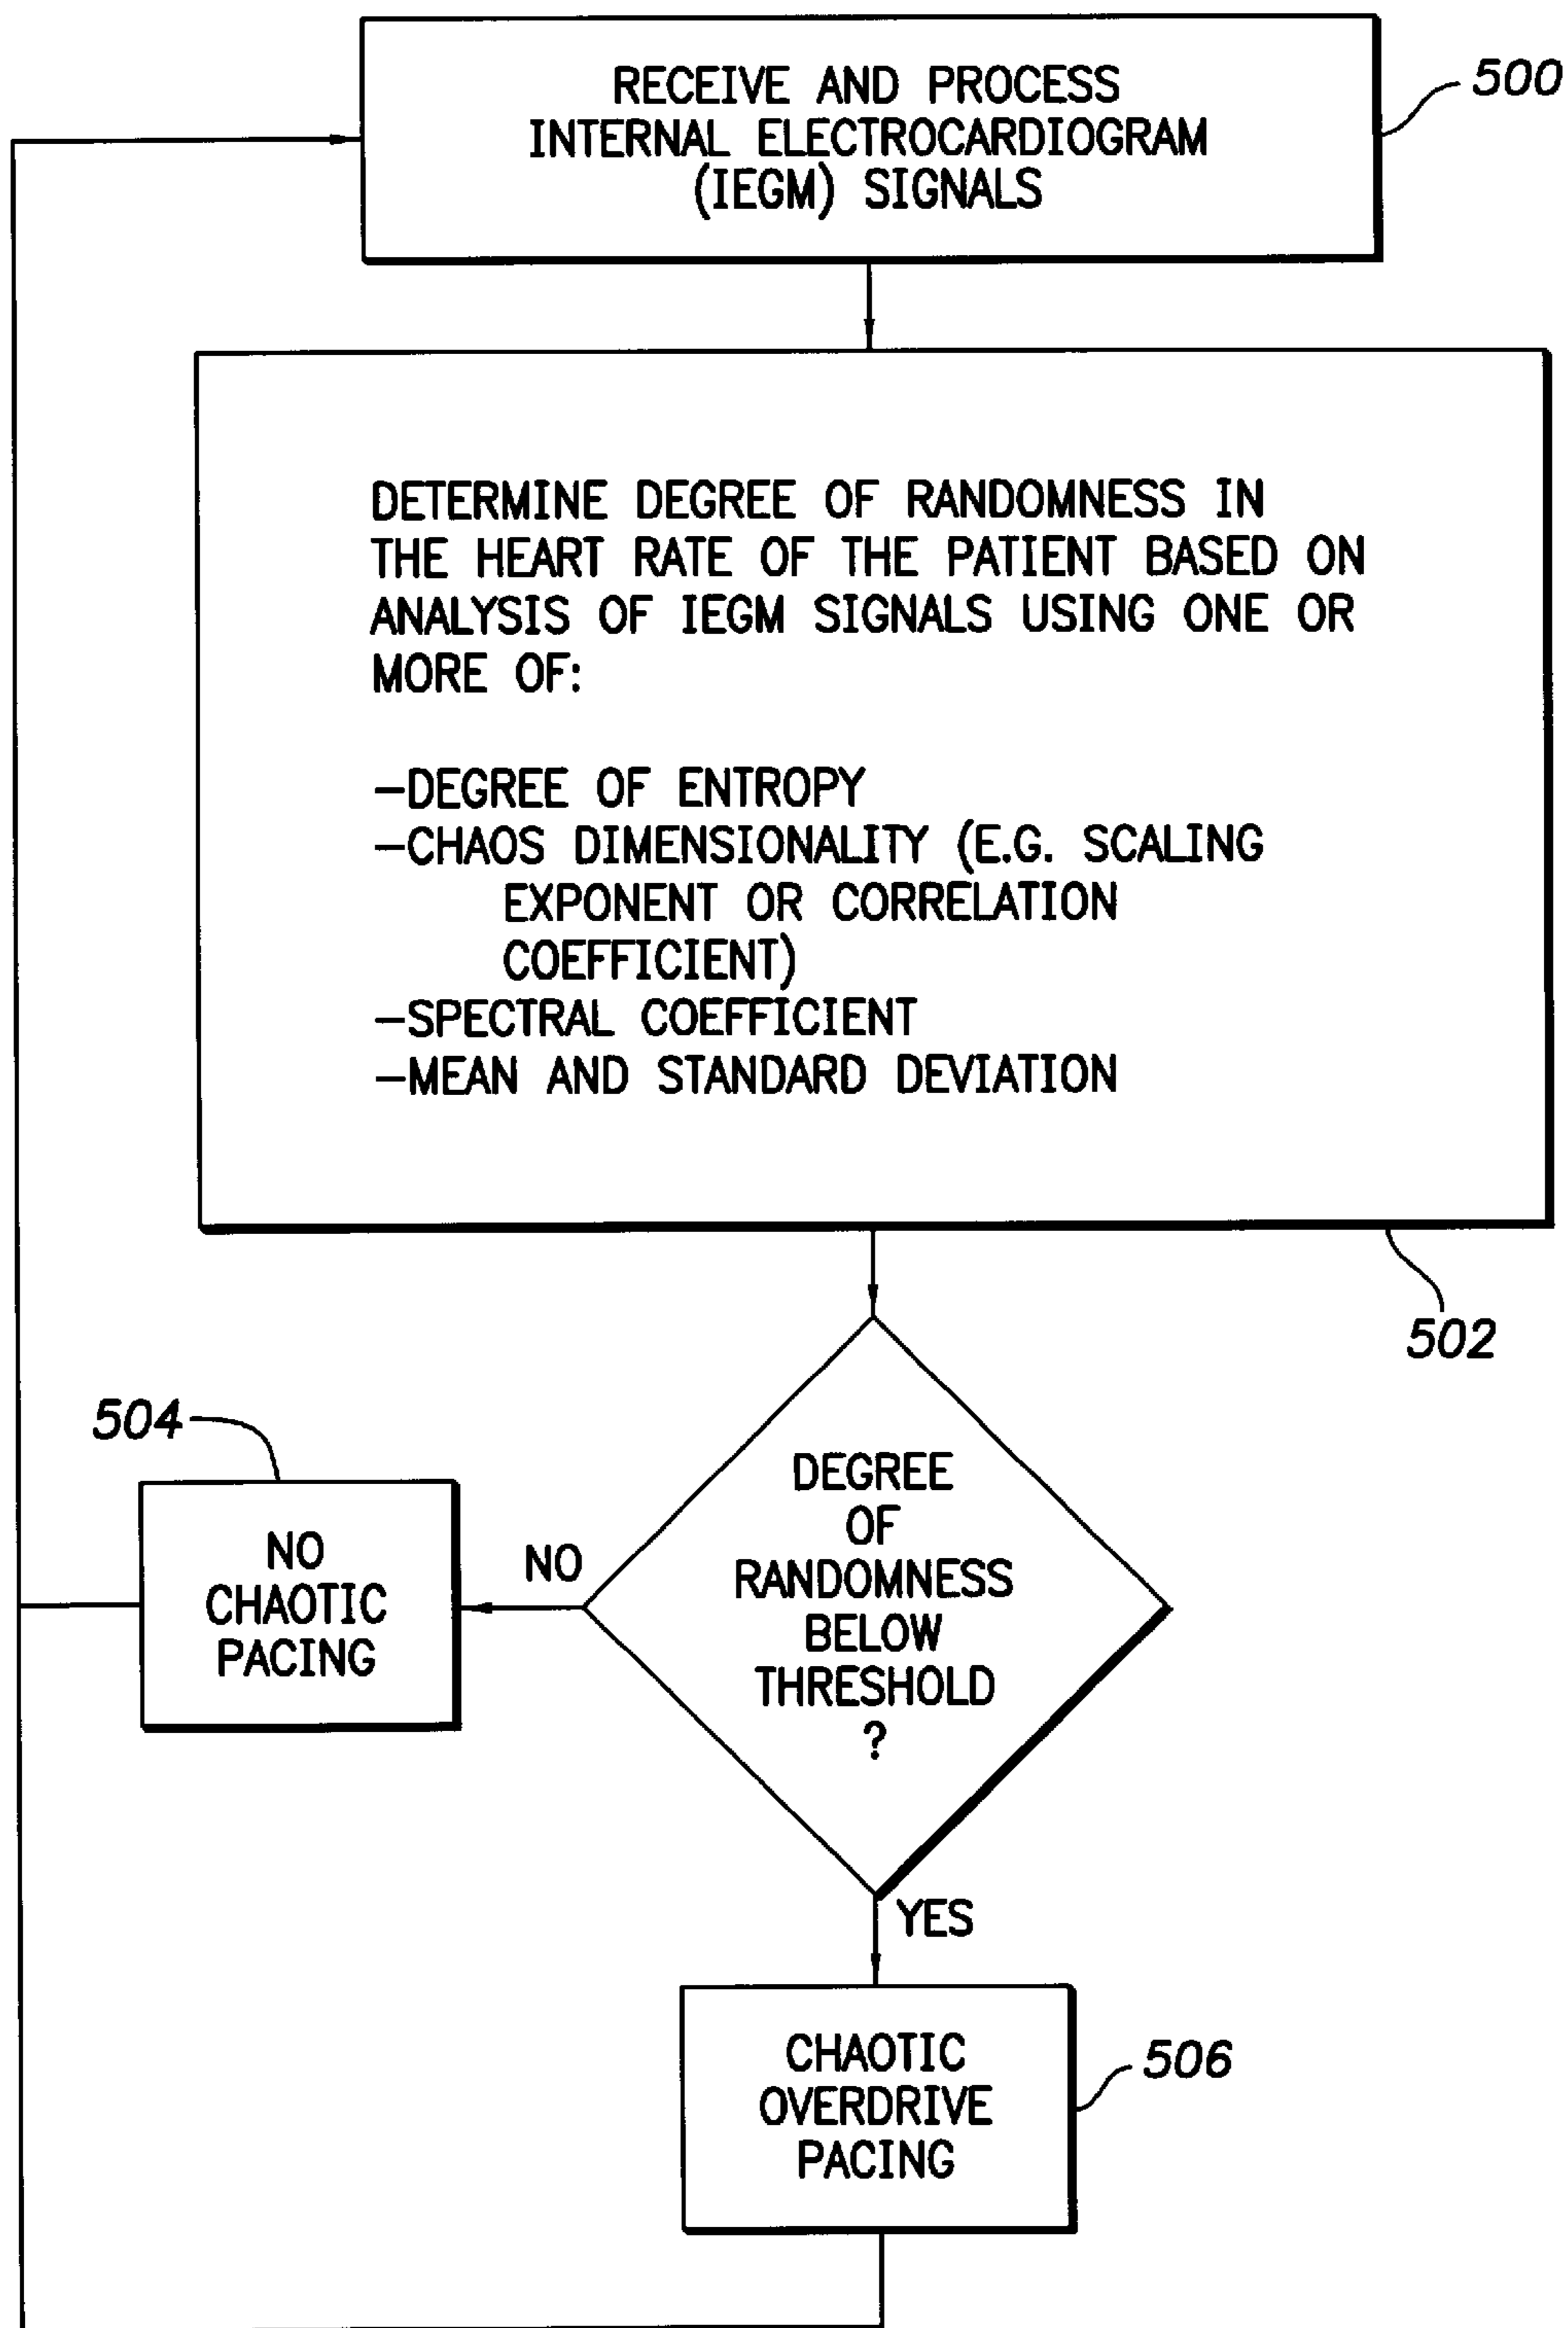 RECEIVE AND PROCESS
INTERNAL ELECTROCARDIOGRAM
(IEGM) SIGNALS
500
DETERMINE DEGREE OF RANDOMNESS IN
THE HEART RATE OF THE PATIENT BASED ON
ANALYSIS OF IEGM SIGNALS USING ONE OR
MORE OF:
–DEGREE OF ENTROPY
–CHAOS DIMENSIONALITY (E.G. SCALING
EXPONENT OR CORRELATION
COEFFICIENT)
–SPECTRAL COEFFICIENT
–MEAN AND STANDARD DEVIATION
502
504
NO
CHAOTIC
PACING
NO
DEGREE
OF
RANDOMNESS
BELOW
THRESHOLD
?
YES
CHAOTIC
OVERDRIVE
PACING
506